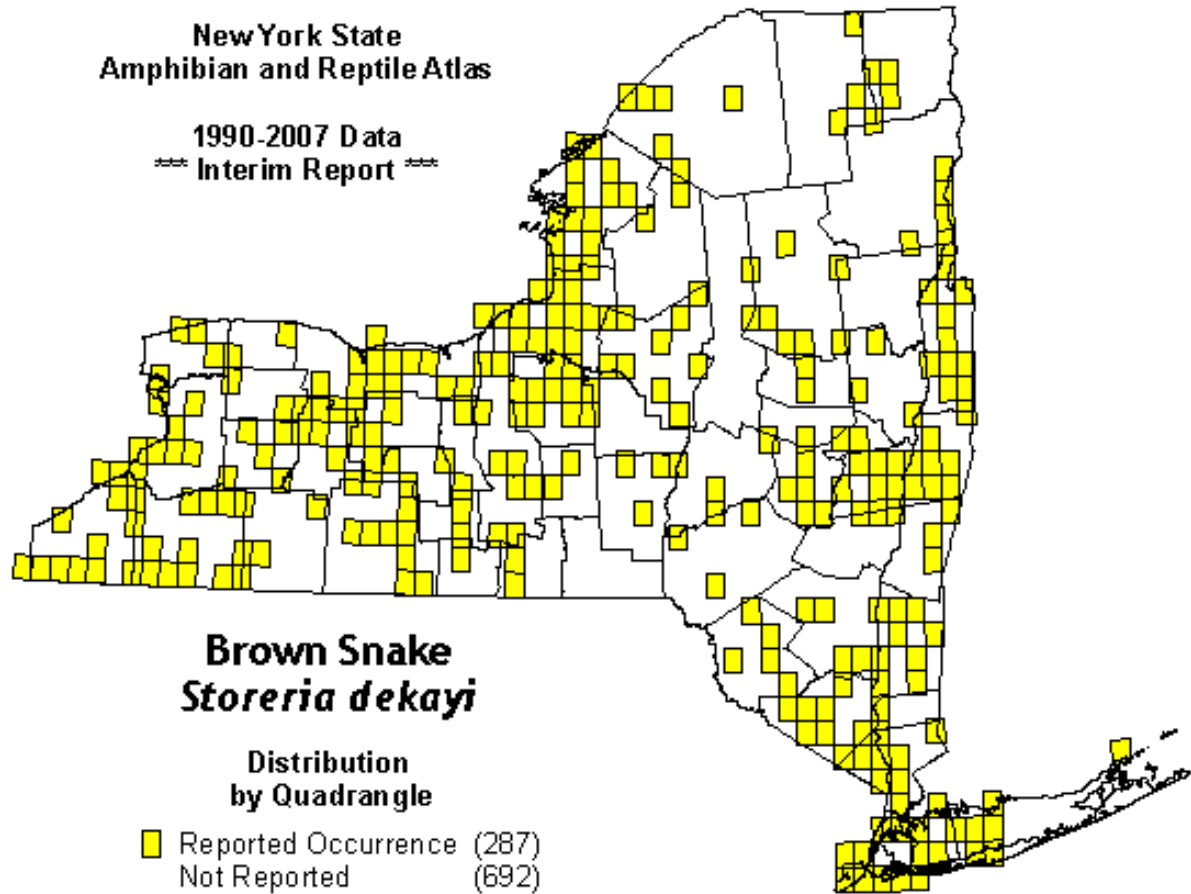 New York State
Amphibian and Reptile Atlas
1990-2007 Data
*** Interim Report ***
Brown Snake
Storeria dekayi
Distribution
by Quadrangle
Reported Occurrence (287)
Not Reported (692)